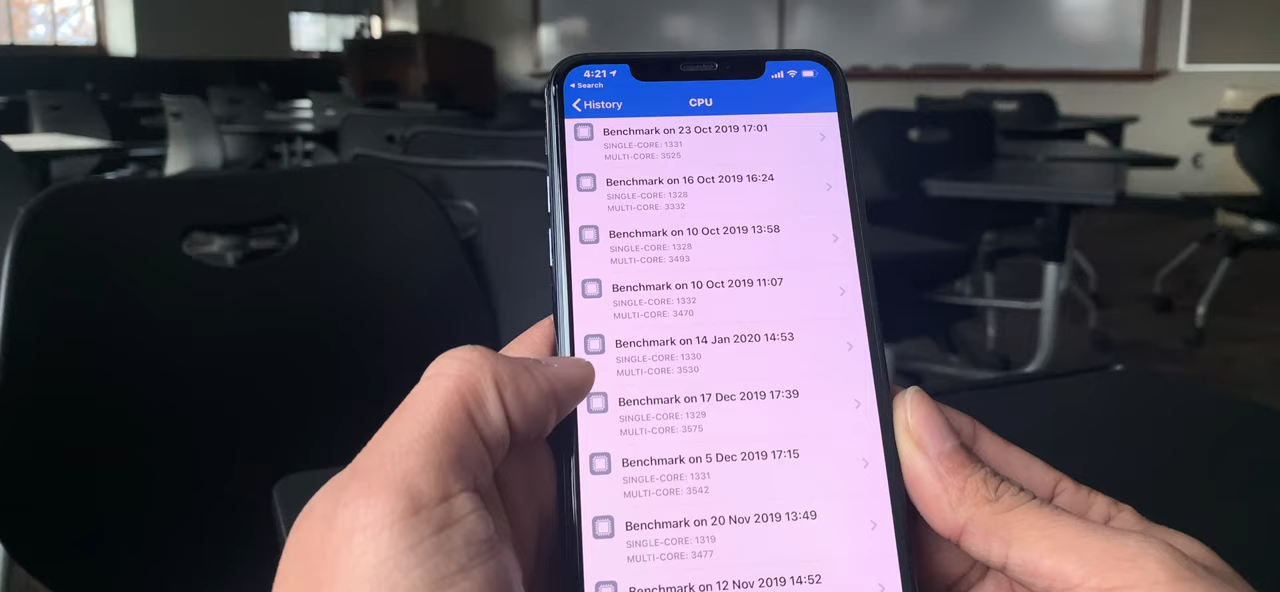 4:21
Search
History
CPU
Benchmark on 23 Oct 2019 17:01
SINGLE-CORE: 1331
MULTI-CORE: 3525
Benchmark on 16 Oct 2019 16:24
SINGLE-CORE: 1328
MULTI-CORE: 3332
Benchmark on 10 Oct 2019 13:58
SINGLE-CORE: 1328
MULTI-CORE: 3493
Benchmark on 10 Oct 2019 11:07
SINGLE-CORE: 1332
MULTI-CORE: 3470
Benchmark on 14 Jan 2020 14:53
SINGLE-CORE: 1330
MULTI-CORE: 3530
Benchmark on 17 Dec 2019 17:39
SINGLE-CORE: 1329
MULTI-CORE: 3575
Benchmark on 5 Dec 2019 17:15
SINGLE-CORE: 1331
MULTI-CORE: 3542
Benchmark on 20 Nov 2019 13:49
SINGLE-CORE: 1319
MULTI-CORE: 3477
Benchmark on 12 Nov 2019 14:52